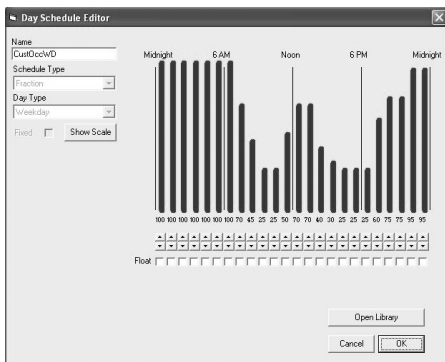 Day Schedule Editor
Name
CustOccWD
Schedule Type
Fraction
Day Type
Weekday
Fixed
Show Scale
Midnight 6 AM Noon 6 PM Midnight
100 100 100 100 100 100 100 70 45 25 25 50 70 70 40 30 25 25 25 60 75 75 95 95
Float
Open Library
Cancel OK